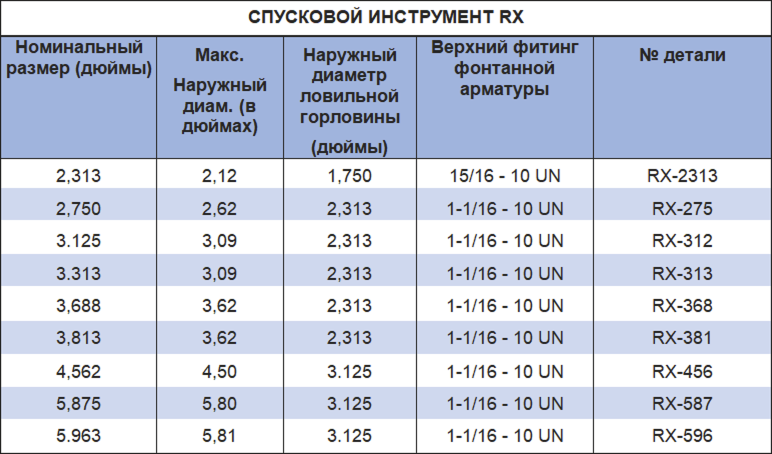 СПУСКОВОЙ ИНСТРУМЕНТ RX
Номинальный размер (дюймы) Макс. Наружный диам. (в дюймах) Наружный диаметр ловильной горловины (дюймы) Верхний фитинг фонтанной арматуры № детали
2,313 2,12 1,750 15/16 - 10 UN RX-2313
2,750 2,62 2,313 1-1/16 - 10 UN RX-275
3.125 3,09 2,313 1-1/16 - 10 UN RX-312
3.313 3,09 2,313 1-1/16 - 10 UN RX-313
3,688 3,62 2,313 1-1/16 - 10 UN RX-368
3,813 3,62 2,313 1-1/16 - 10 UN RX-381
4,562 4,50 3.125 1-1/16 - 10 UN RX-456
5,875 5,80 3.125 1-1/16 - 10 UN RX-587
5.963 5,81 3.125 1-1/16 - 10 UN RX-596